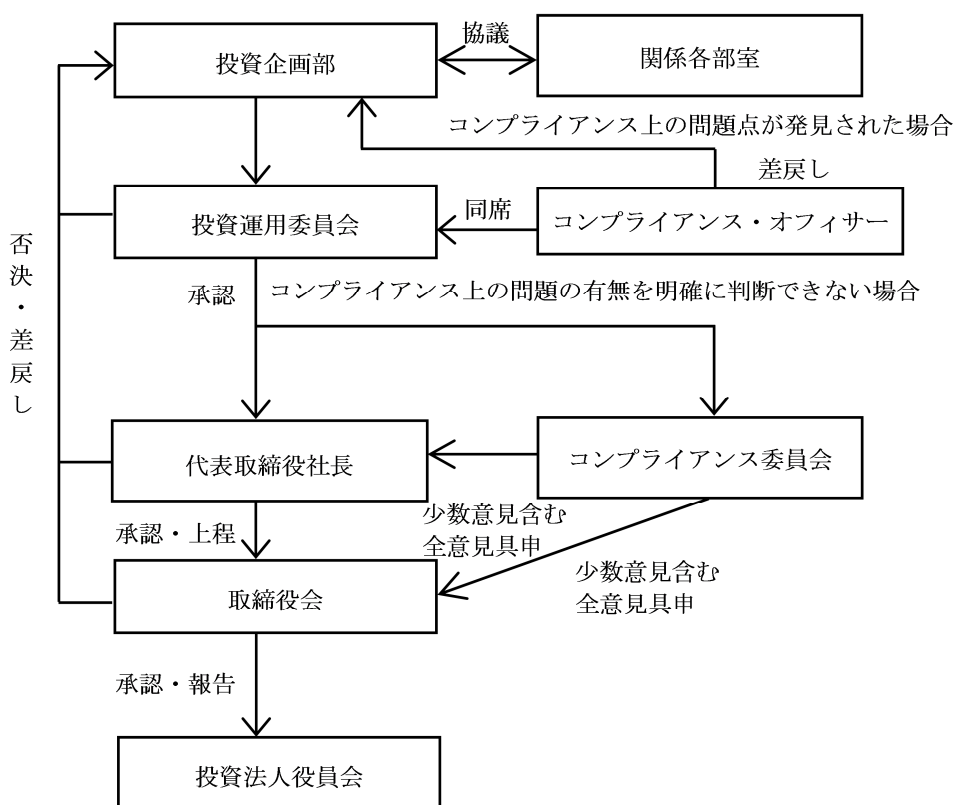 協議
投資企画部
関係各部室
コンプライアンス上の問題点が発見された場合
差戻し
投資運用委員会
同席
コンプライアンス・オフィサー
否決・差戻し
承認
コンプライアンス上の問題の有無を明確に判断できない場合
代表取締役社長
コンプライアンス委員会
少数意見含む
全意見具申
承認・上程
少数意見含む
全意見具申
取締役会
承認・報告
投資法人役員会